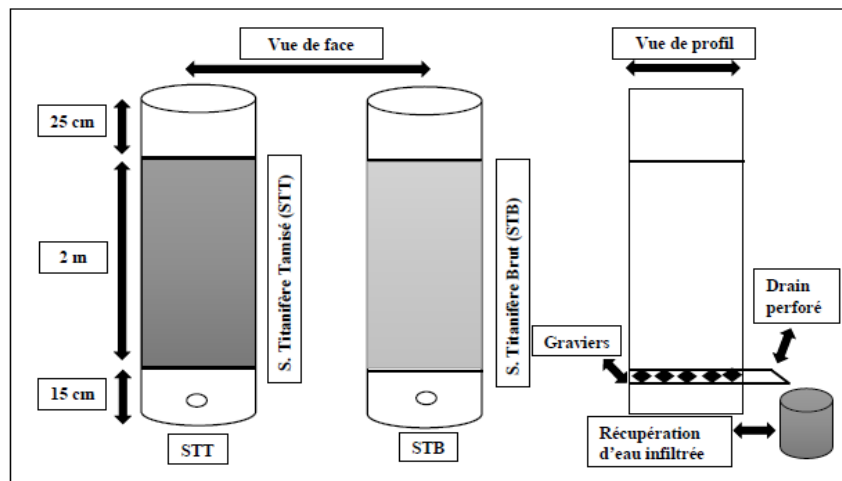 Vue de face
Vue de profil
25 cm
2 m
15 cm
S. Titanifère Tamisé (STT)
S. Titanifère Brut (STB)
STT
STB
Graviers
Drain
perforé
Récupération
d'eau infiltrée